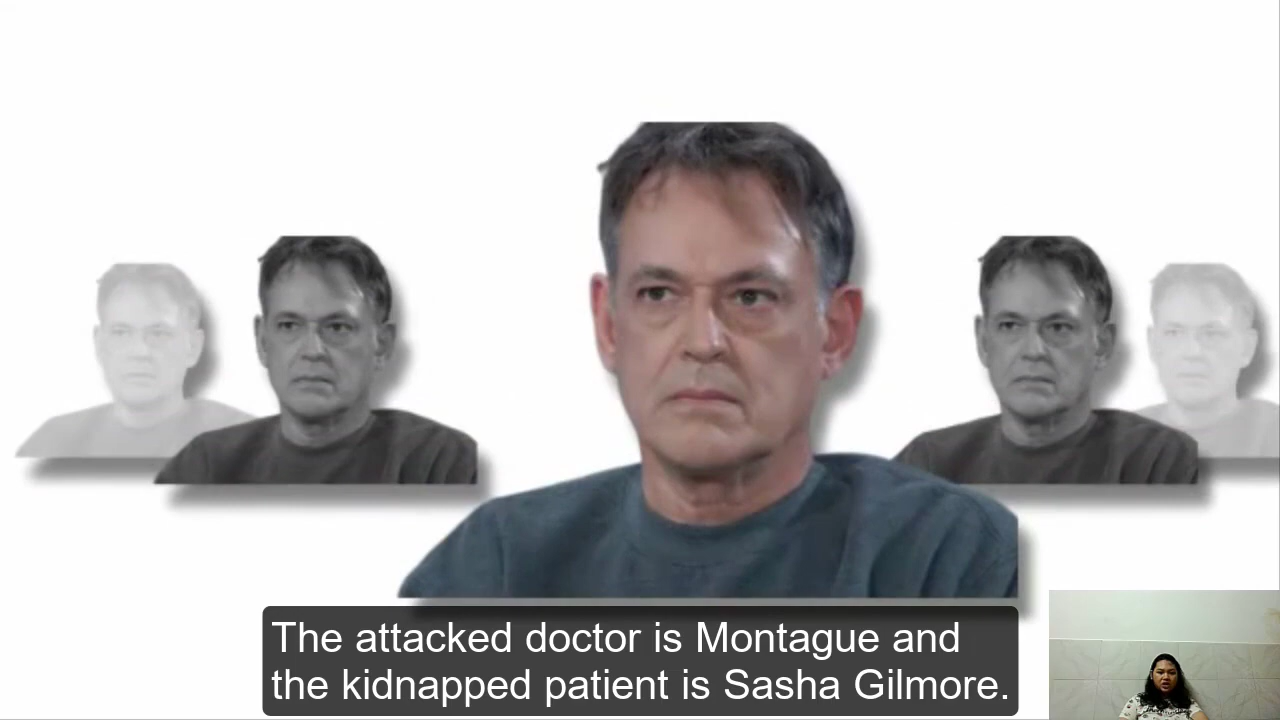 The attacked doctor is Montague and
the kidnapped patient is Sasha Gilmore.